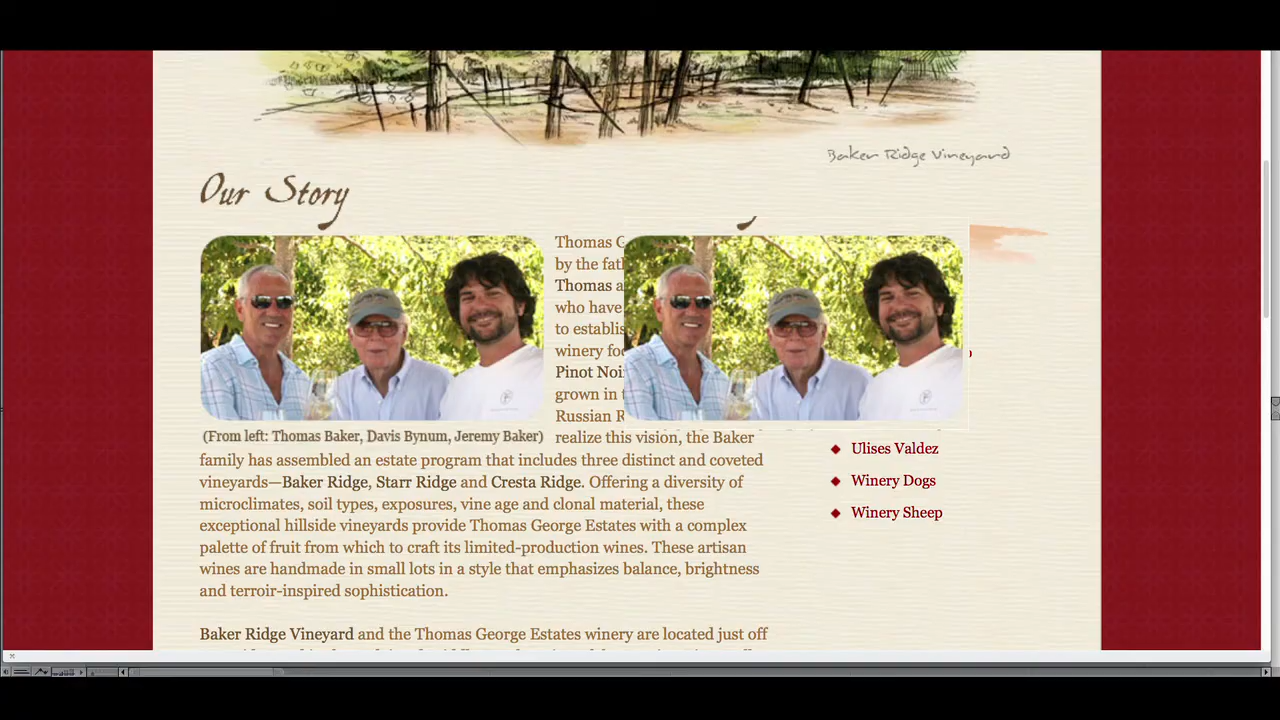 Baker Ridge Vineyard
Our Story
Thomas
by the
Thomas
who have
to
winery
Pinot
grown in
Russian
(From left: Thomas Baker, Davis Bynum, Jeremy Baker)
realize this vision, the Baker
family has assembled an estate program that includes three distinct and coveted
vineyards—Baker Ridge, Starr Ridge and Cresta Ridge. Offering a diversity of
microclimates, soil types, exposures, vine age and clonal material, these
exceptional hillside vineyards provide Thomas George Estates with a complex
palette of fruit from which to craft its limited-production wines. These artisan
wines are handmade in small lots in a style that emphasizes balance, brightness
and terroir-inspired sophistication.
Baker Ridge Vineyard and the Thomas George Estates winery are located just off
Ulises Valdez
Winery Dogs
Winery Sheep